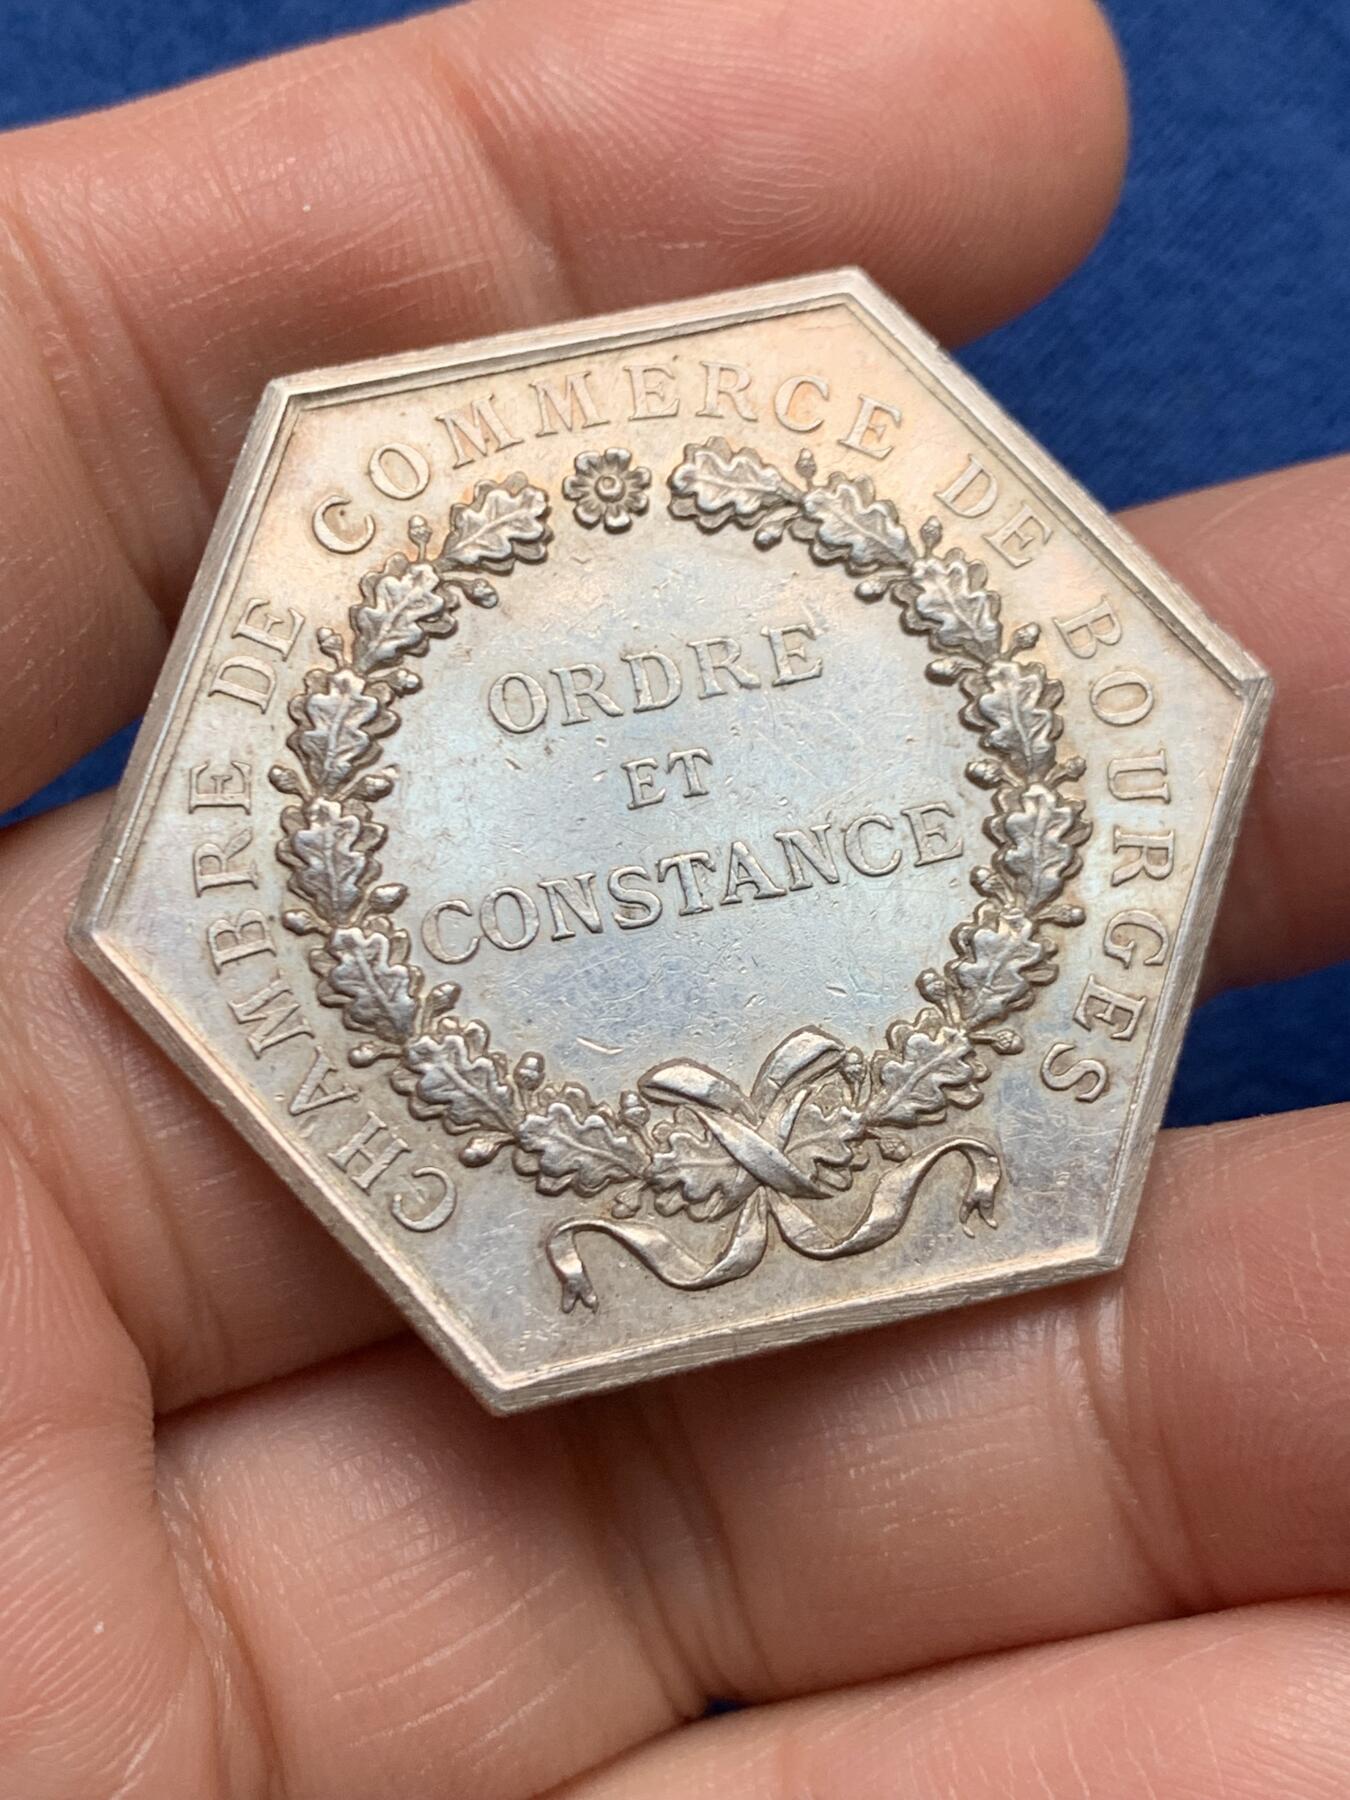 CHAMBRE DE COMMERCE DE BOURGES
ORDRE
ET
CONSTANCE